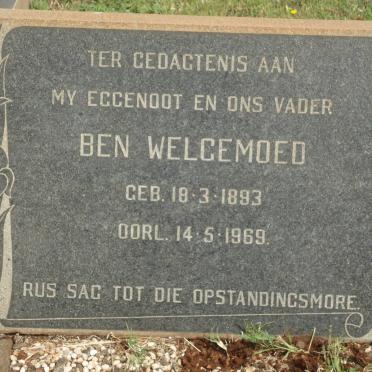 TER GEDAGTENIS AAN
MY EGGENOOT EN ONS VADER
BEN WELGEMOED
GEB. 18·3·1893
OORL. 14·5·1969.
RUS SAG TOT DIE OPSTANDINGSMORE.